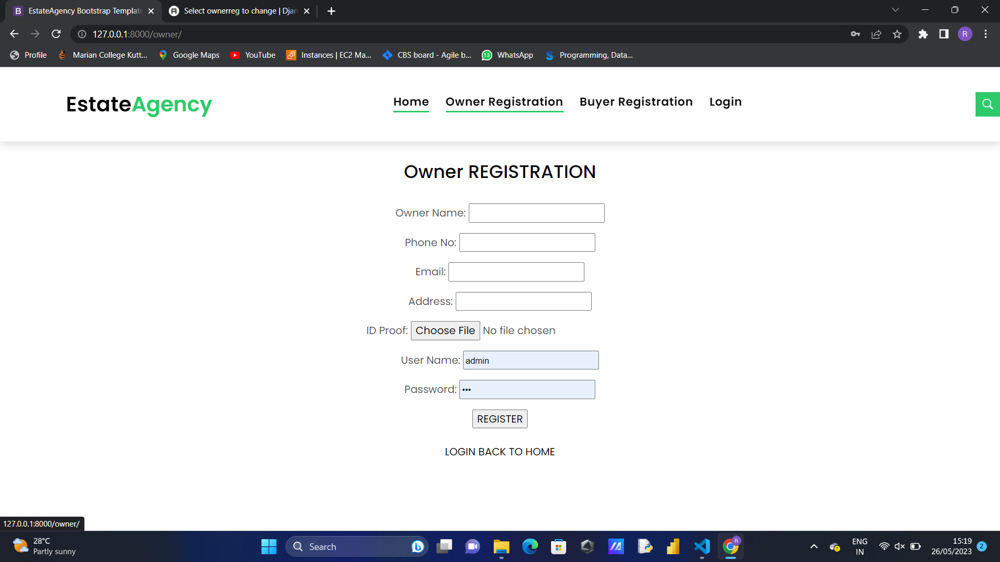 B EstateAgency Bootstrap Template
Select ownerreg to change | Djan
127.0.0.1:8000/owner/
R
Profile
Marian College Kutt...
Google Maps
YouTube
Instances | EC2 Ma...
CBS board - Agile b...
13 WhatsApp
Programming, Data...
EstateAgency
Home
Owner Registration
Buyer Registration
Login
Owner REGISTRATION
Owner Name:
Phone No:
Email:
Address:
ID Proof: Choose File No file chosen
User Name: admin
Password: •••
REGISTER
LOGIN BACK TO HOME
127.0.0.1:8000/owner/
28°C
Partly sunny
Search
R
ENG
IN
15:19
26/05/2023
2